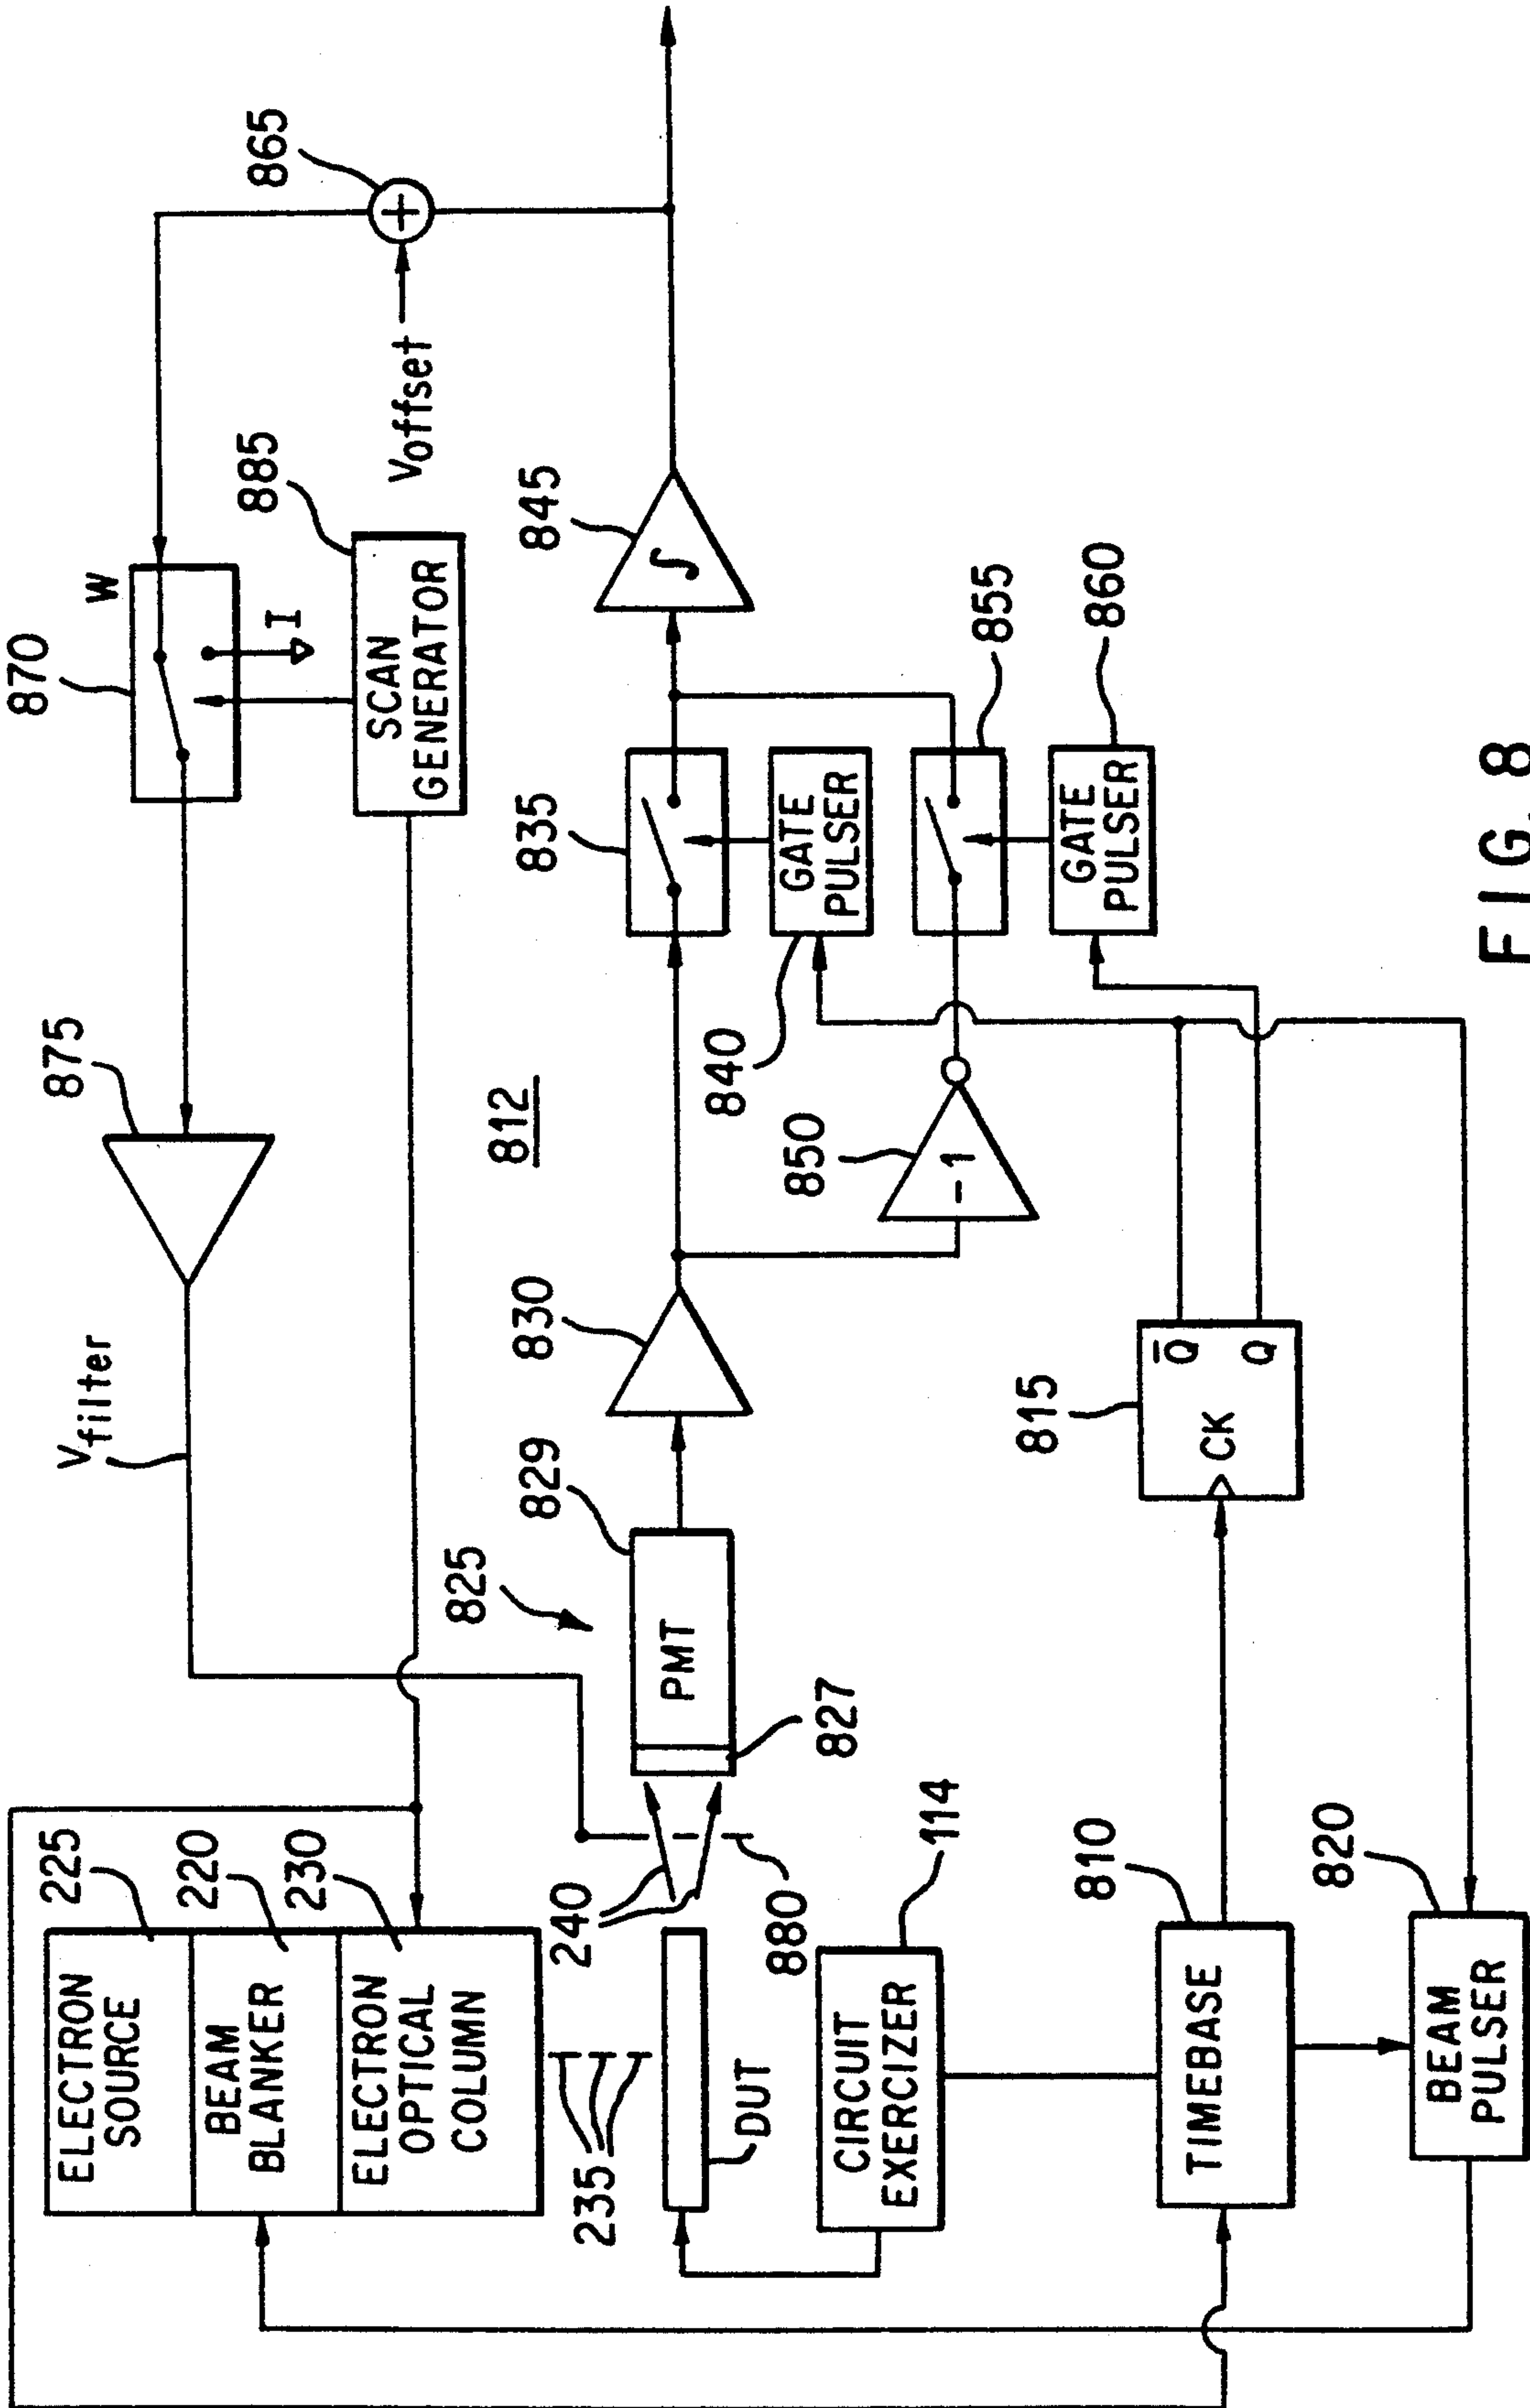 225
ELECTRON
SOURCE
220
BEAM
BLANKER
230
ELECTRON
OPTICAL
COLUMN
235
DUT
240
880
114
CIRCUIT
EXERCIZER
810
TIMEBASE
820
BEAM
PULSER
Vfilter
875
870
W
I
885
SCAN
GENERATOR
865
+
Voffset
812
825
829
PMT
827
830
835
GATE
PULSER
840
845
∫
850
-1
855
GATE
PULSER
860
815
CK
Q̅
Q
FIG. 8